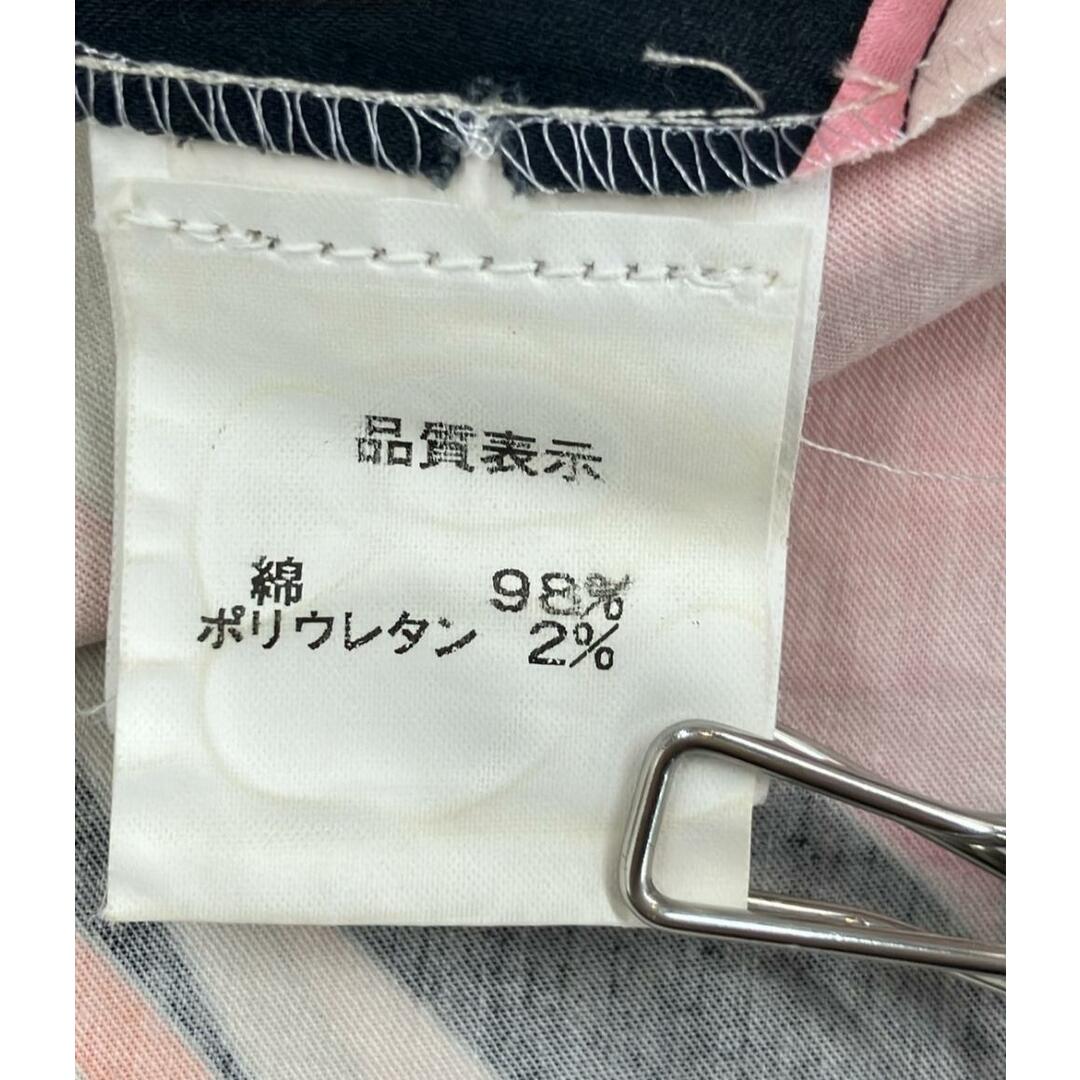 品質表示
綿 98%
ポリウレタン 2%